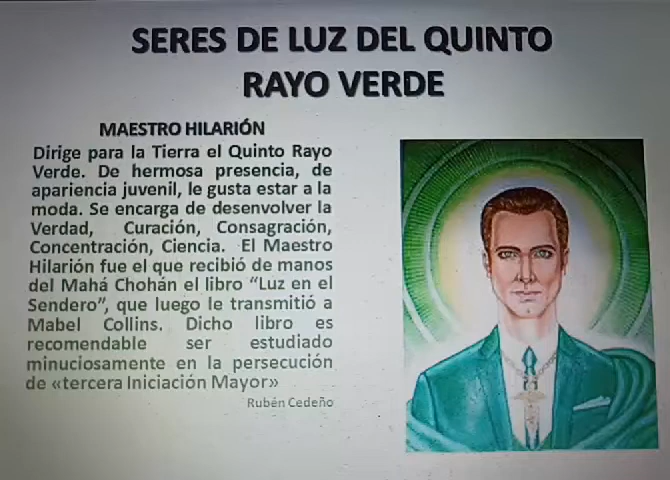 SERES DE LUZ DEL QUINTO
RAYO VERDE
MAESTRO HILARIÓN
Dirige para la Tierra el Quinto Rayo
Verde. De hermosa presencia, de
apariencia juvenil, le gusta estar a la
moda. Se encarga de desenvolver la
Verdad, Curación, Consagración,
Concentración, Ciencia. El Maestro
Hilarión fue el que recibió de manos
del Mahá Chohán el libro “Luz en el
Sendero”, que luego le transmitió a
Mabel Collins. Dicho libro es
recomendable ser estudiado
minuciosamente en la persecución
de «tercera Iniciación Mayor»
Rubén Cedeño